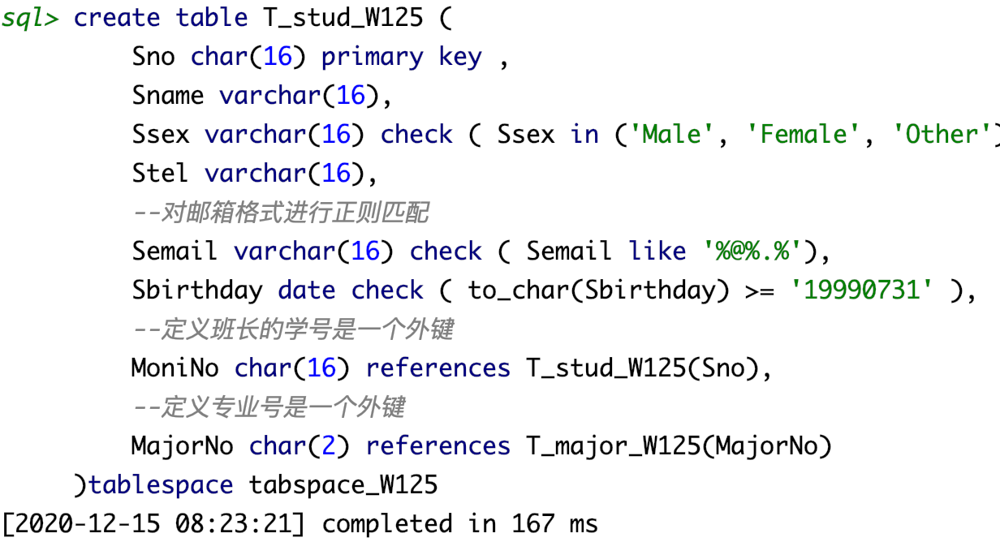 sql> create table T_stud_W125 (
Sno char(16) primary key ,
Sname varchar(16),
Ssex varchar(16) check ( Ssex in ('Male', 'Female', 'Other')
Stel varchar(16),
--对邮箱格式进行正则匹配
Semail varchar(16) check ( Semail like '%@%.%'),
Sbirthday date check ( to_char(Sbirthday) >= '19990731' ),
--定义班长的学号是一个外键
MoniNo char(16) references T_stud_W125(Sno),
--定义专业号是一个外键
MajorNo char(2) references T_major_W125(MajorNo)
)tablespace tabspace_W125
[2020-12-15 08:23:21] completed in 167 ms